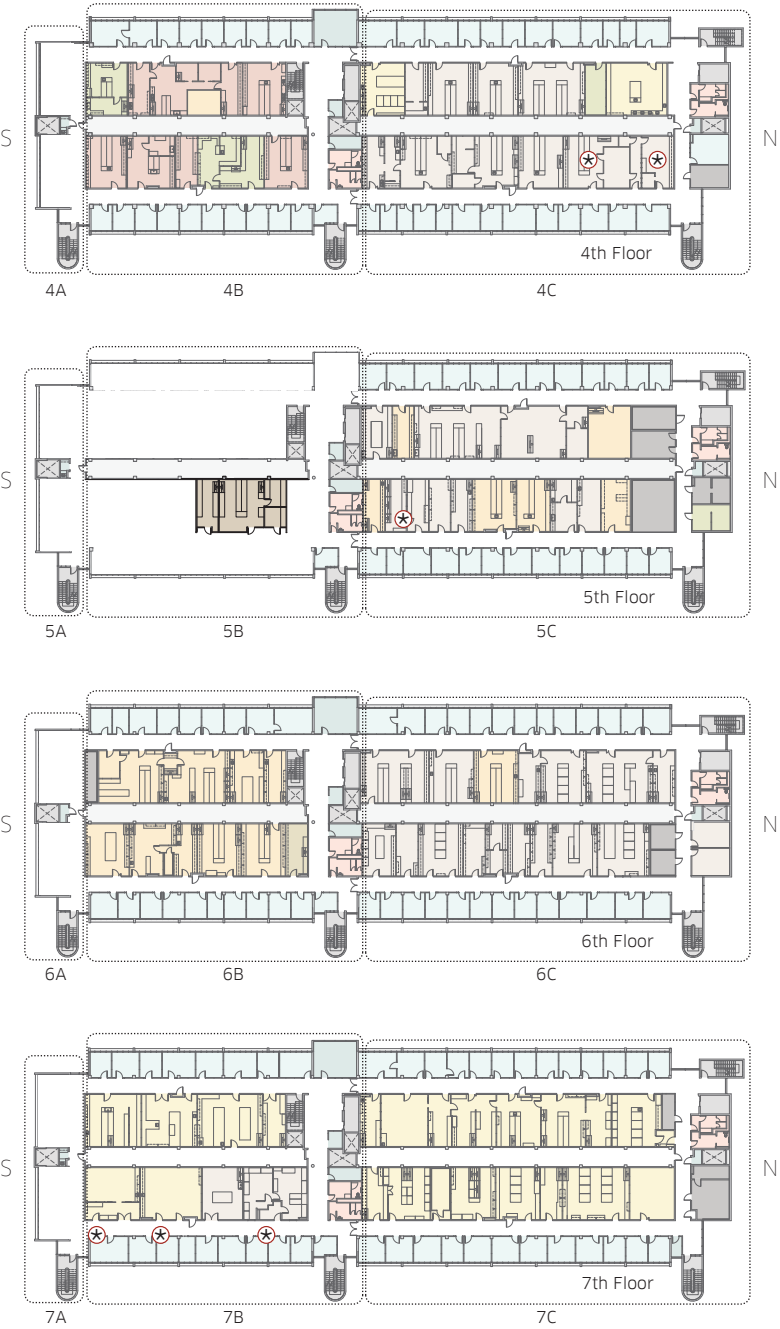 S
N
4th Floor
4A 4B 4C
S
N
5th Floor
5A 5B 5C
S
N
6th Floor
6A 6B 6C
S
N
7th Floor
7A 7B 7C